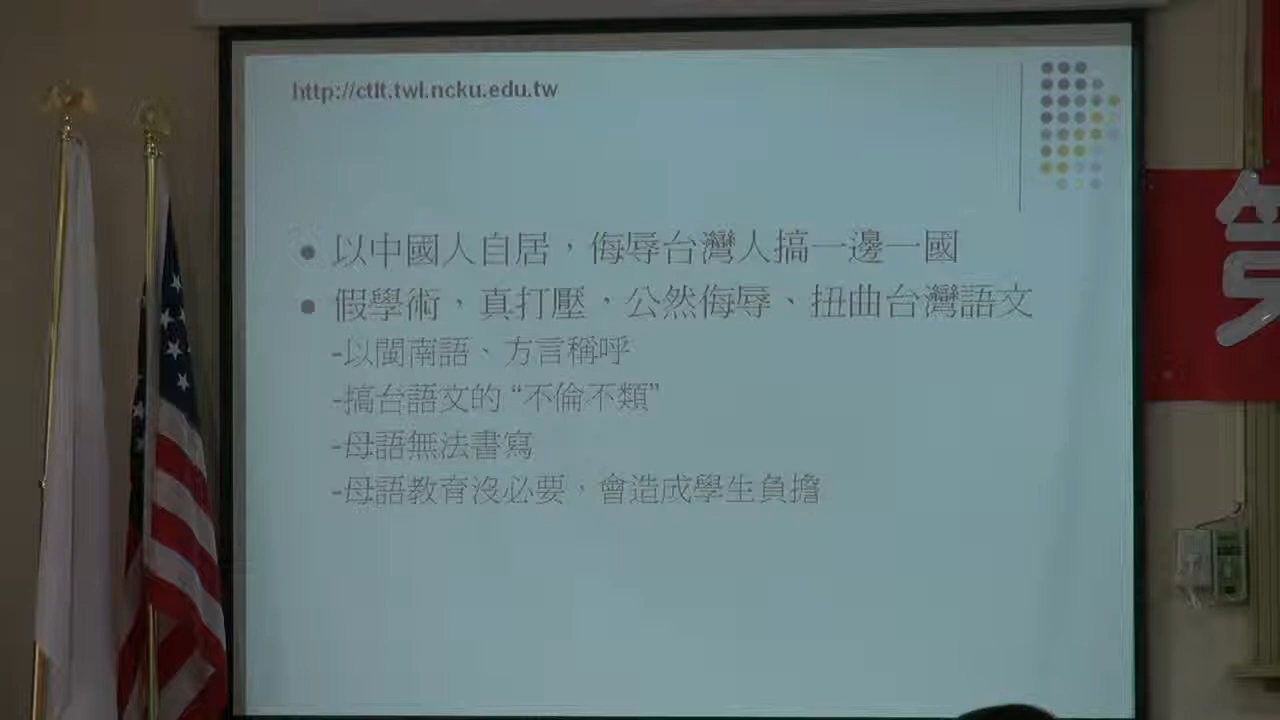 http://ctlt.twl.ncku.edu.tw
以中國人自居，侮辱台灣人搞一邊一國
假學術，真打壓，公然侮辱、扭曲台灣語文
-以閩南語、方言稱呼
-搞台語文的 “不倫不類”
-母語無法書寫
-母語教育沒必要，會造成學生負擔
第